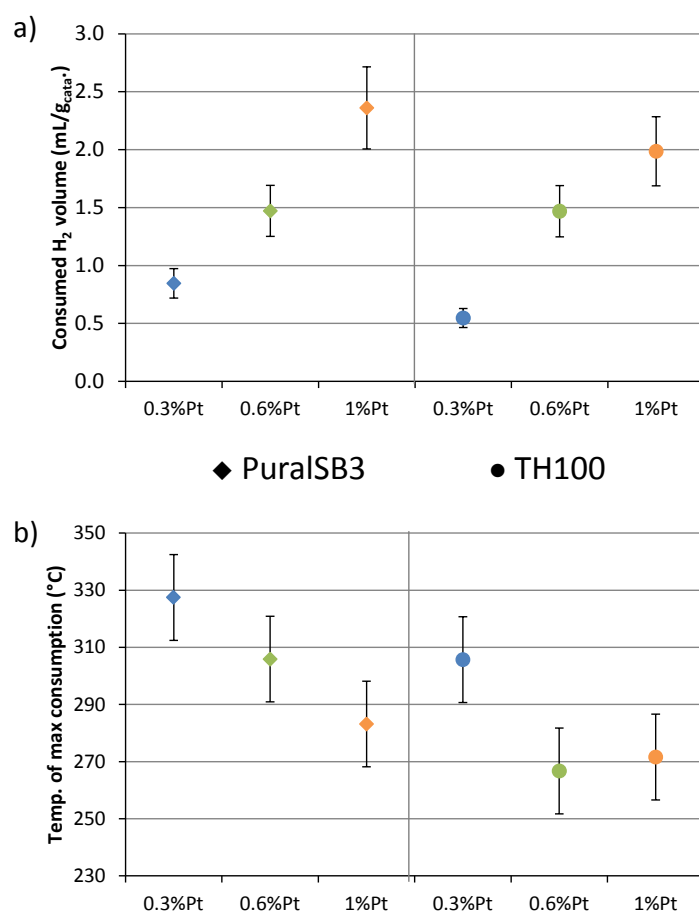 a)
Consumed H₂ volume (mL/g_cata.)
3.0
2.5
2.0
1.5
1.0
0.5
0.0
0.3%Pt 0.6%Pt 1%Pt 0.3%Pt 0.6%Pt 1%Pt
PuralSB3 TH100
b)
Temp. of max consumption (°C)
350
330
310
290
270
250
230
0.3%Pt 0.6%Pt 1%Pt 0.3%Pt 0.6%Pt 1%Pt